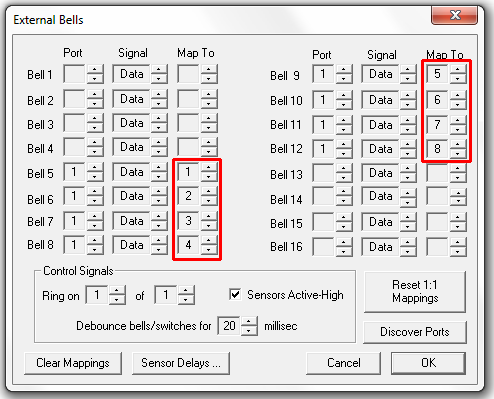 External Bells
Port Signal Map To
Bell 1 Data
Bell 2 Data
Bell 3 Data
Bell 4 Data
Bell 5 1 Data 1
Bell 6 1 Data 2
Bell 7 1 Data 3
Bell 8 1 Data 4
Port Signal Map To
Bell 9 1 Data 5
Bell 10 1 Data 6
Bell 11 1 Data 7
Bell 12 1 Data 8
Bell 13 Data
Bell 14 Data
Bell 15 Data
Bell 16 Data
Control Signals
Ring on 1 of 1 Sensors Active-High
Debounce bells/switches for 20 millisec
Reset 1:1
Mappings
Discover Ports
Clear Mappings Sensor Delays ... Cancel OK